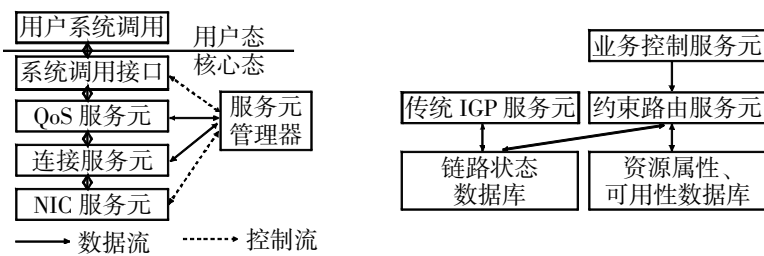 用户系统调用
用户态
核心态
系统调用接口
QoS 服务元
连接服务元
NIC 服务元
服务元
管理器
数据流
控制流
业务控制服务元
传统 IGP 服务元
约束路由服务元
链路状态
数据库
资源属性、
可用性数据库